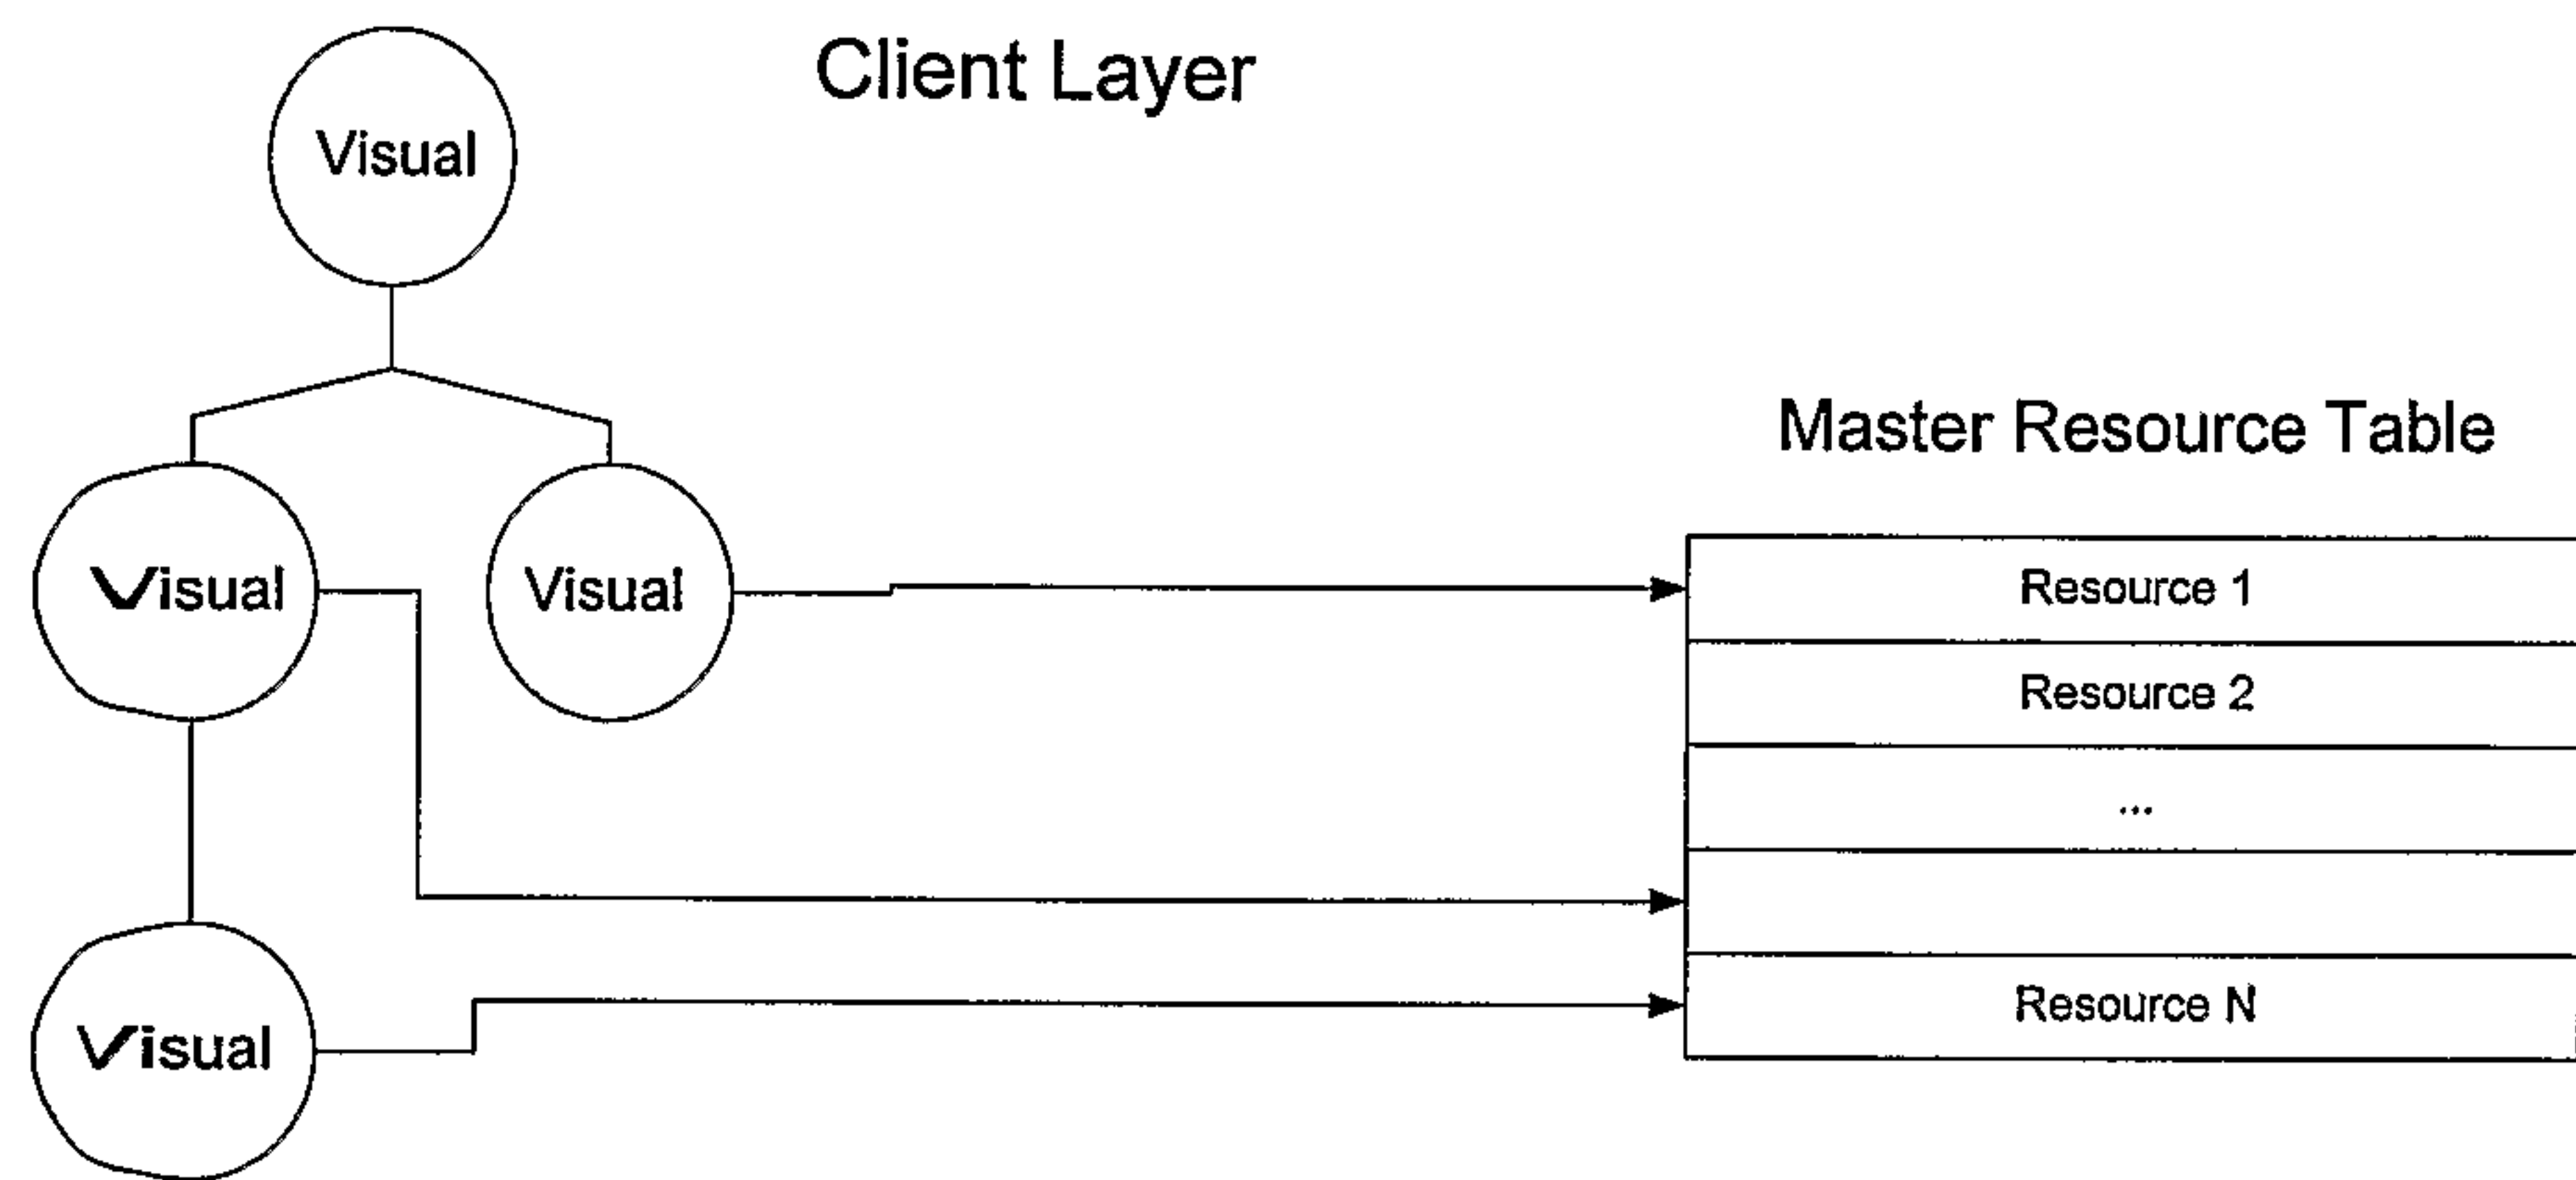 Client Layer
Visual
Master Resource Table
Visual
Visual
Resource 1
Resource 2
...
Visual
Resource N